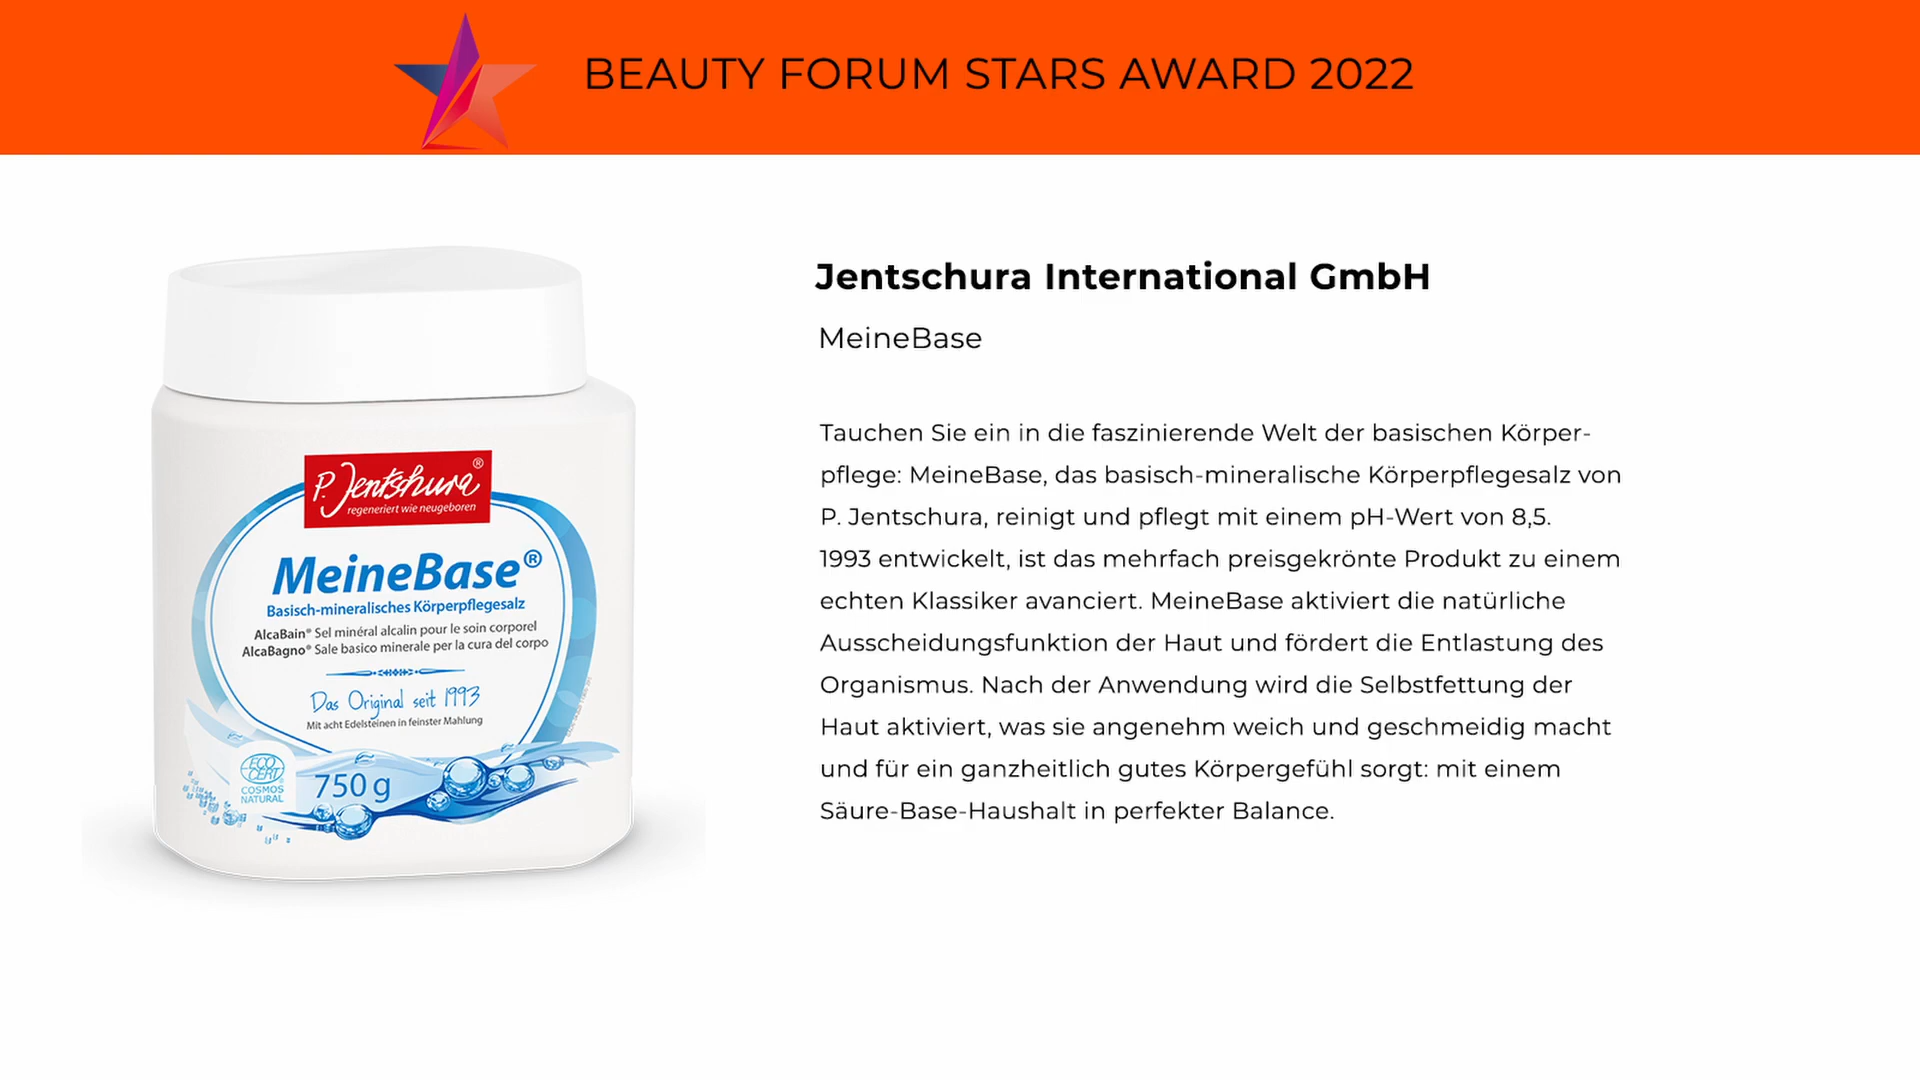 BEAUTY FORUM STARS AWARD 2022
P. Jentschura®
regeneriert wie neugeboren
MeineBase®
Basisch-mineralisches Körperpflegesalz
AlcaBain® Sel minéral alcalin pour le soin corporel
AlcaBagno® Sale basico minerale per la cura del corpo
Das Original seit 1993
Mit acht Edelsteinen in feinster Mahlung
ECO
CERT®
COSMOS
NATURAL
750 g
Jentschura International GmbH
MeineBase
Tauchen Sie ein in die faszinierende Welt der basischen Körper-
pflege: MeineBase, das basisch-mineralische Körperpflegesalz von
P. Jentschura, reinigt und pflegt mit einem pH-Wert von 8,5.
1993 entwickelt, ist das mehrfach preisgekrönte Produkt zu einem
echten Klassiker avanciert. MeineBase aktiviert die natürliche
Ausscheidungsfunktion der Haut und fördert die Entlastung des
Organismus. Nach der Anwendung wird die Selbstfettung der
Haut aktiviert, was sie angenehm weich und geschmeidig macht
und für ein ganzheitlich gutes Körpergefühl sorgt: mit einem
Säure-Base-Haushalt in perfekter Balance.